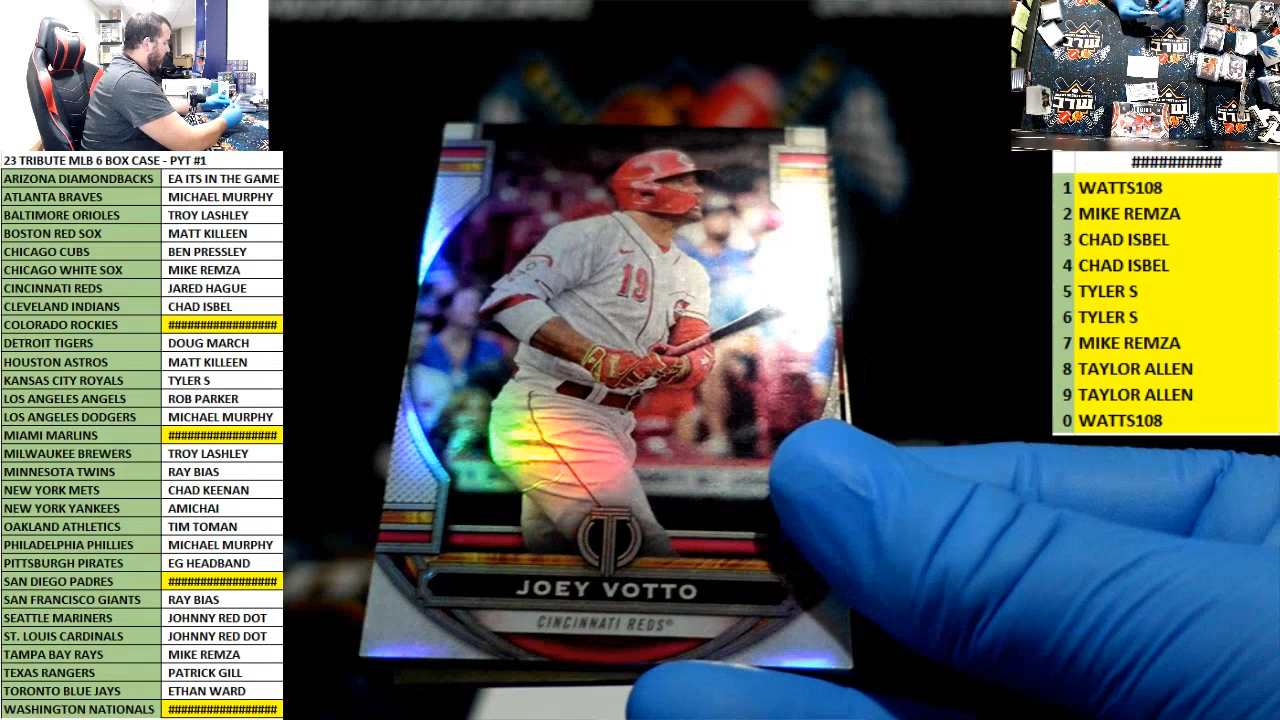 23 TRIBUTE MLB 6 BOX CASE - PYT #1
ARIZONA DIAMONDBACKS EA ITS IN THE GAME
ATLANTA BRAVES MICHAEL MURPHY
BALTIMORE ORIOLES TROY LASHLEY
BOSTON RED SOX MATT KILLEEN
CHICAGO CUBS BEN PRESSLEY
CHICAGO WHITE SOX MIKE REMZA
CINCINNATI REDS JARED HAGUE
CLEVELAND INDIANS CHAD ISBEL
COLORADO ROCKIES #################
DETROIT TIGERS DOUG MARCH
HOUSTON ASTROS MATT KILLEEN
KANSAS CITY ROYALS TYLER S
LOS ANGELES ANGELS ROB PARKER
LOS ANGELES DODGERS MICHAEL MURPHY
MIAMI MARLINS #################
MILWAUKEE BREWERS TROY LASHLEY
MINNESOTA TWINS RAY BIAS
NEW YORK METS CHAD KEENAN
NEW YORK YANKEES AMICHAI
OAKLAND ATHLETICS TIM TOMAN
PHILADELPHIA PHILLIES MICHAEL MURPHY
PITTSBURGH PIRATES EG HEADBAND
SAN DIEGO PADRES #################
SAN FRANCISCO GIANTS RAY BIAS
SEATTLE MARINERS JOHNNY RED DOT
ST. LOUIS CARDINALS JOHNNY RED DOT
TAMPA BAY RAYS MIKE REMZA
TEXAS RANGERS PATRICK GILL
TORONTO BLUE JAYS ETHAN WARD
WASHINGTON NATIONALS #################
19
JOEY VOTTO
CINCINNATI REDS®
##########
1 WATTS108
2 MIKE REMZA
3 CHAD ISBEL
4 CHAD ISBEL
5 TYLER S
6 TYLER S
7 MIKE REMZA
8 TAYLOR ALLEN
9 TAYLOR ALLEN
0 WATTS108